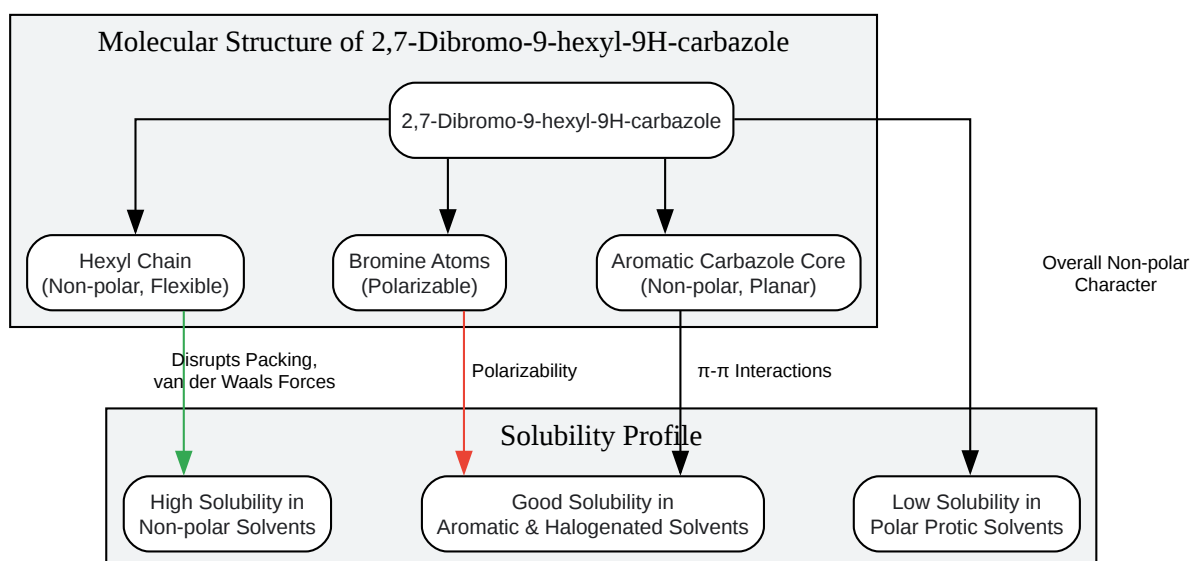 Molecular Structure of 2,7-Dibromo-9-hexyl-9H-carbazole
2,7-Dibromo-9-hexyl-9H-carbazole
Hexyl Chain
(Non-polar, Flexible)
Bromine Atoms
(Polarizable)
Aromatic Carbazole Core
(Non-polar, Planar)
Overall Non-polar
Character
Disrupts Packing,
van der Waals Forces
Polarizability
π-π Interactions
Solubility Profile
High Solubility in
Non-polar Solvents
Good Solubility in
Aromatic & Halogenated Solvents
Low Solubility in
Polar Protic Solvents